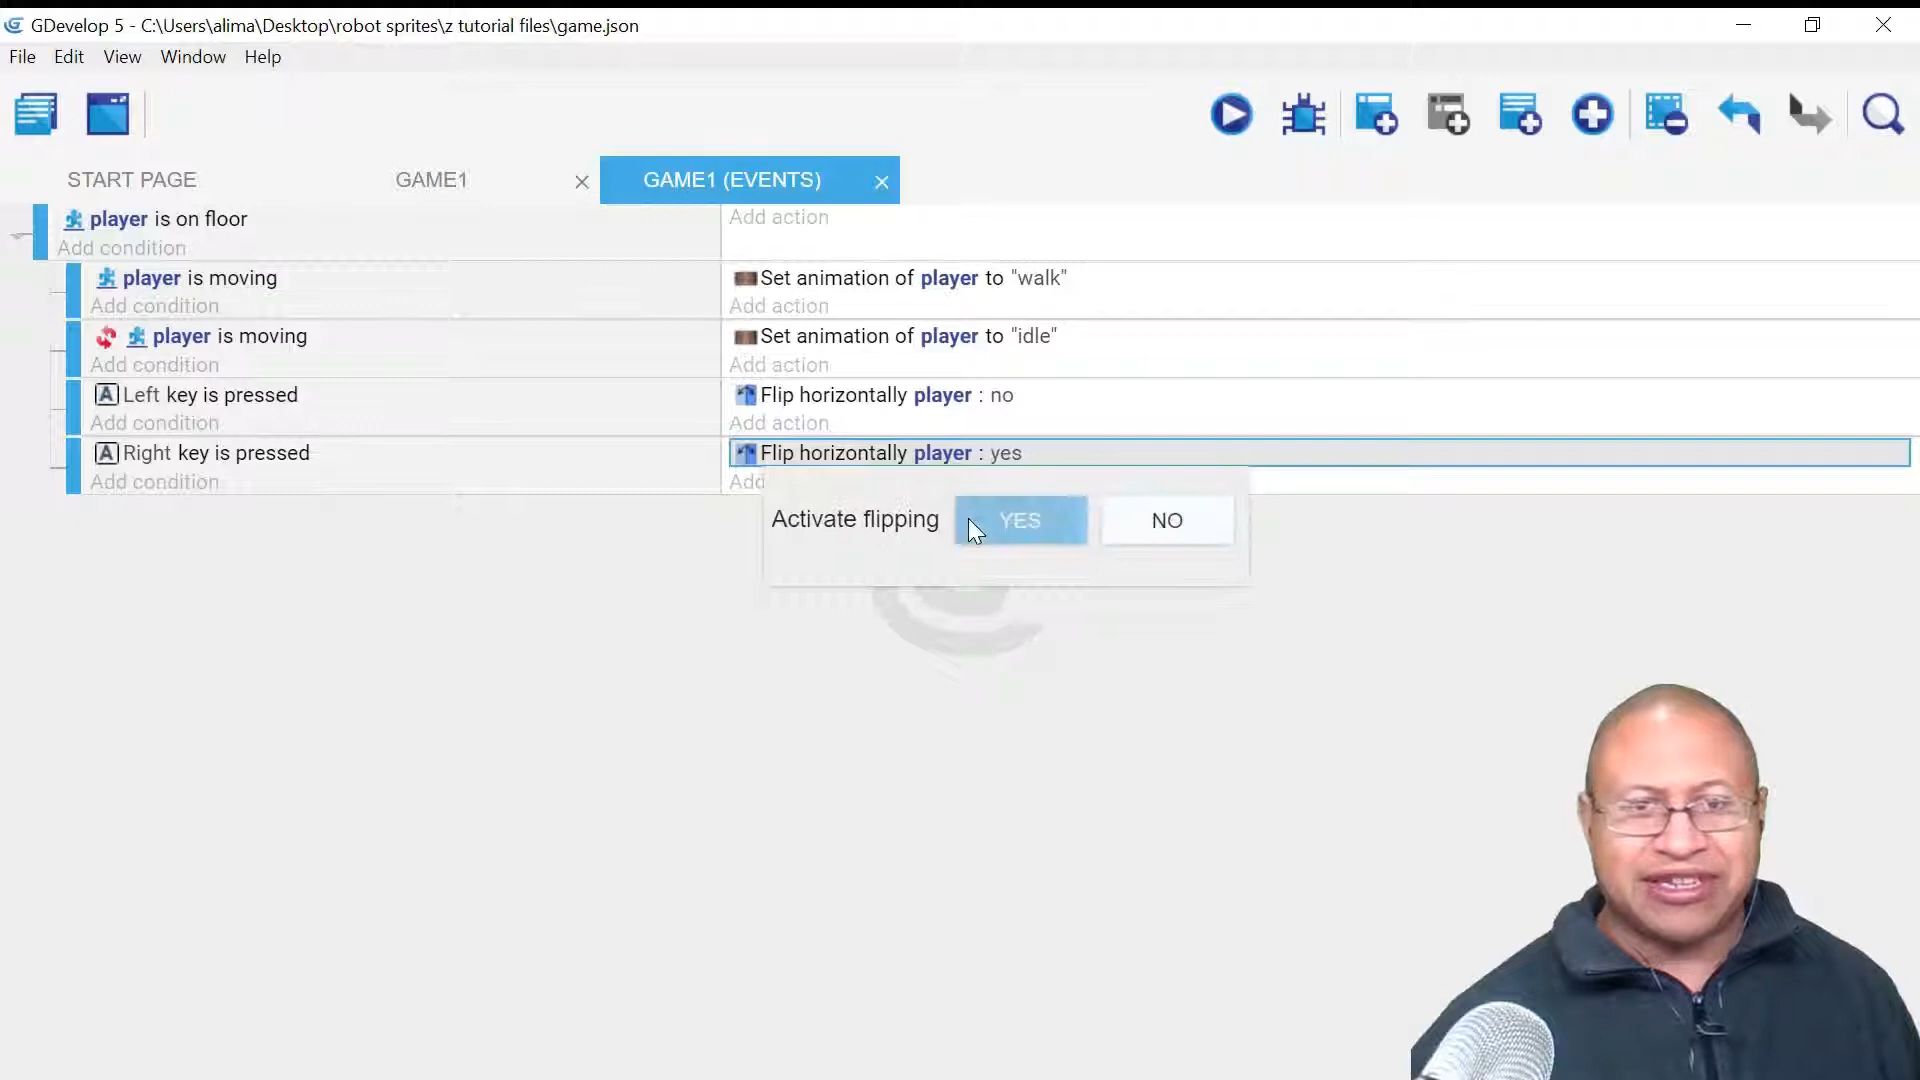 GDevelop 5 - C:\Users\alima\Desktop\robot sprites\z tutorial files\game.json
File Edit View Window Help
START PAGE GAME1 GAME1 (EVENTS)
player is on floor Add action
Add condition
player is moving Set animation of player to "walk"
Add condition Add action
player is moving Set animation of player to "idle"
Add condition Add action
A Left key is pressed Flip horizontally player : no
Add condition Add action
A Right key is pressed Flip horizontally player : yes
Add condition Add
Activate flipping YES NO